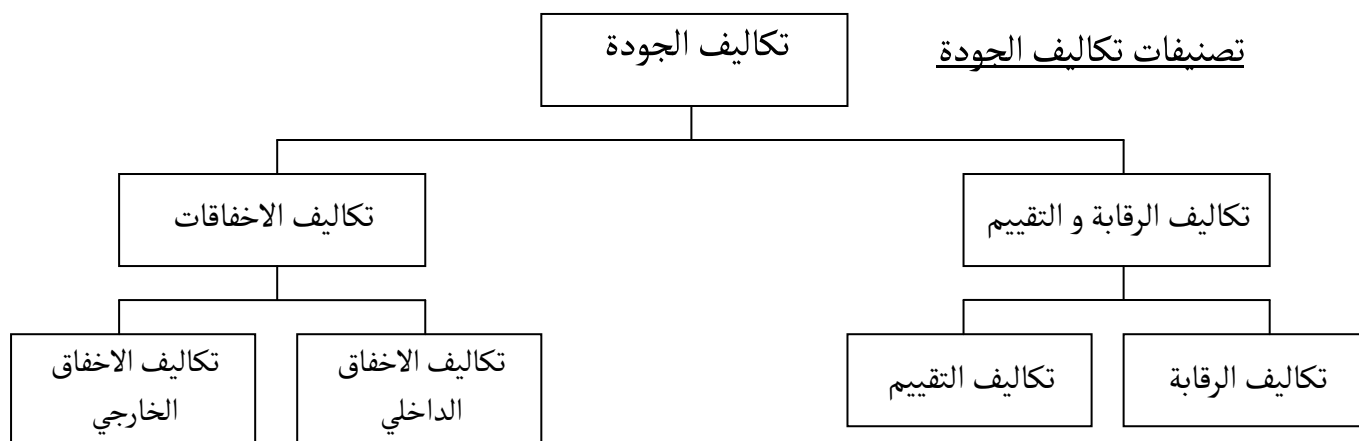 تصنيفات تكاليف الجودة
تكاليف الجودة
تكاليف الرقابة و التقييم
تكاليف الاخفاقات
تكاليف الرقابة
تكاليف التقييم
تكاليف الاخفاق
الداخلي
تكاليف الاخفاق
الخارجي